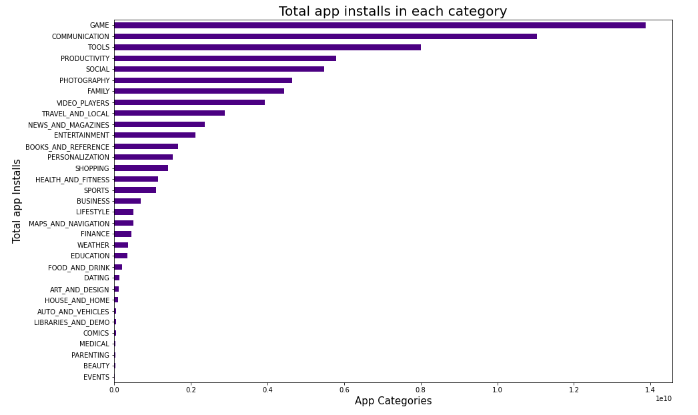 Total app installs in each category
Total app Installs
GAME
COMMUNICATION
TOOLS
PRODUCTIVITY
SOCIAL
PHOTOGRAPHY
FAMILY
VIDEO_PLAYERS
TRAVEL_AND_LOCAL
NEWS_AND_MAGAZINES
ENTERTAINMENT
BOOKS_AND_REFERENCE
PERSONALIZATION
SHOPPING
HEALTH_AND_FITNESS
SPORTS
BUSINESS
LIFESTYLE
MAPS_AND_NAVIGATION
FINANCE
WEATHER
EDUCATION
FOOD_AND_DRINK
DATING
ART_AND_DESIGN
HOUSE_AND_HOME
AUTO_AND_VEHICLES
LIBRARIES_AND_DEMO
COMICS
MEDICAL
PARENTING
BEAUTY
EVENTS
0.0 0.2 0.4 0.6 0.8 1.0 1.2 1.4
1e10
App Categories